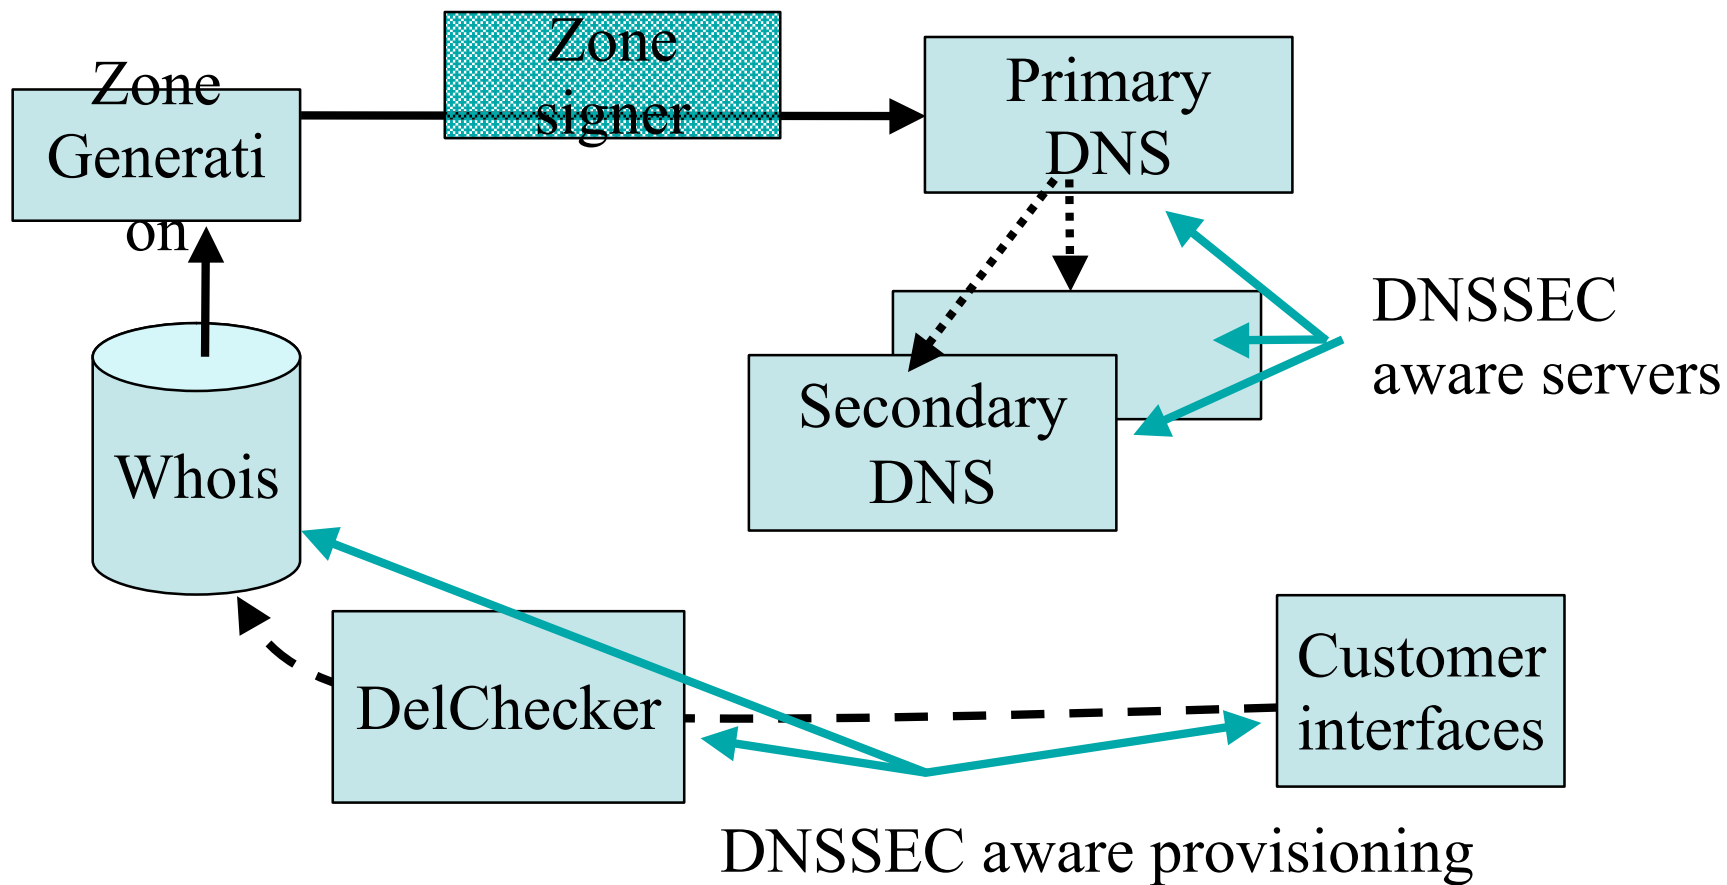 Zone
signer
Zone
Generati
on
Primary
DNS
DNSSEC
aware servers
Secondary
DNS
Whois
DelChecker
Customer
interfaces
DNSSEC aware provisioning